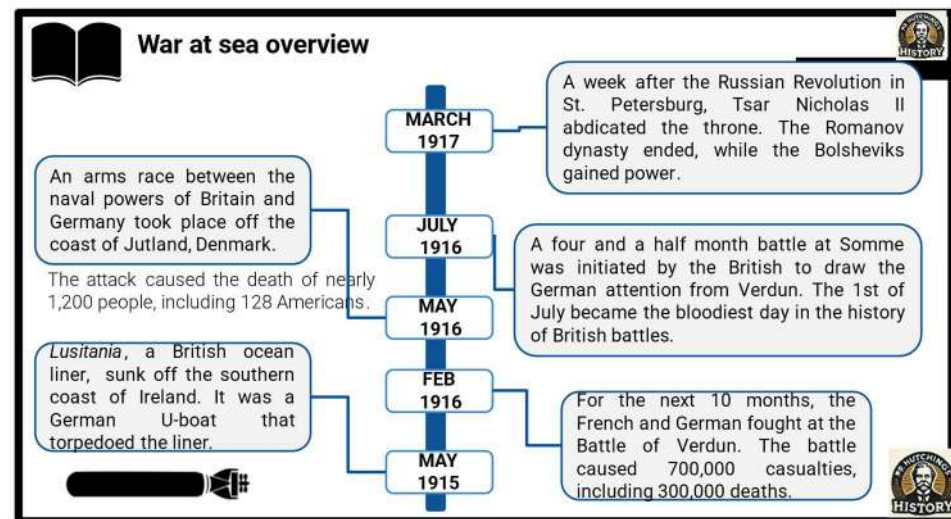 War at sea overview
MR HUTCHINGS
HISTORY
MARCH
1917
A week after the Russian Revolution in
St. Petersburg, Tsar Nicholas II
abdicated the throne. The Romanov
dynasty ended, while the Bolsheviks
gained power.
An arms race between the
naval powers of Britain and
Germany took place off the
coast of Jutland, Denmark.
JULY
1916
A four and a half month battle at Somme
was initiated by the British to draw the
German attention from Verdun. The 1st of
July became the bloodiest day in the
history of British battles.
The attack caused the death of nearly
1,200 people, including 128 Americans.
MAY
1916
Lusitania, a British ocean
liner, sunk off the southern
coast of Ireland. It was a
German U-boat that
torpedoed the liner.
FEB
1916
For the next 10 months, the
French and German fought at the
Battle of Verdun. The battle
caused 700,000 casualties,
including 300,000 deaths.
MAY
1915
MR HUTCHINGS
HISTORY